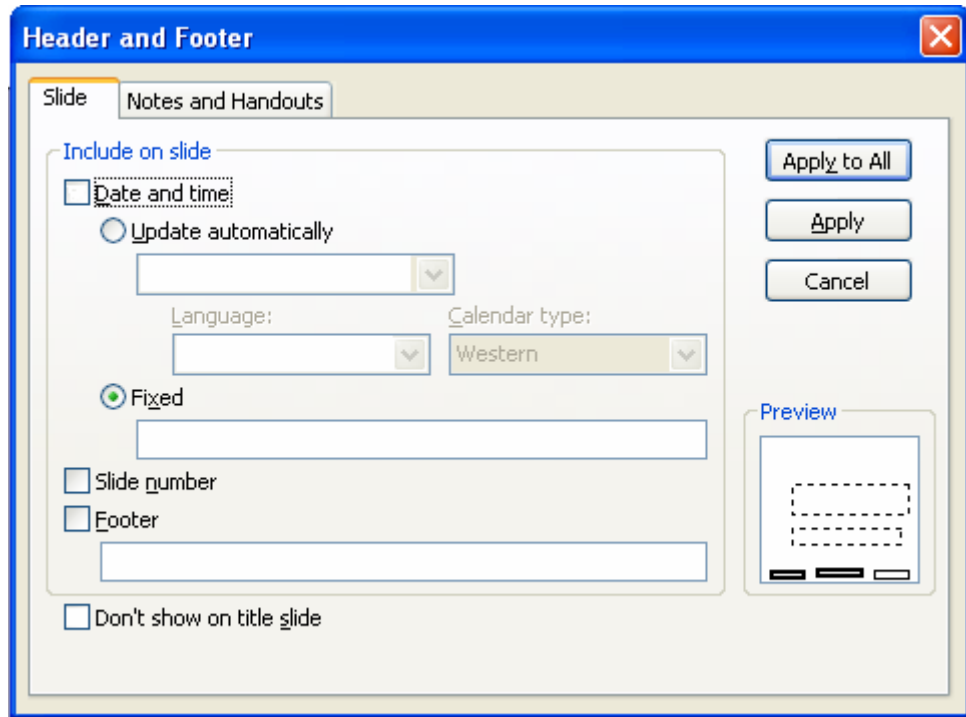 Header and Footer
Slide
Notes and Handouts
Include on slide
Date and time
Update automatically
Language:
Calendar type:
Western
Fixed
Slide number
Footer
Don't show on title slide
Apply to All
Apply
Cancel
Preview